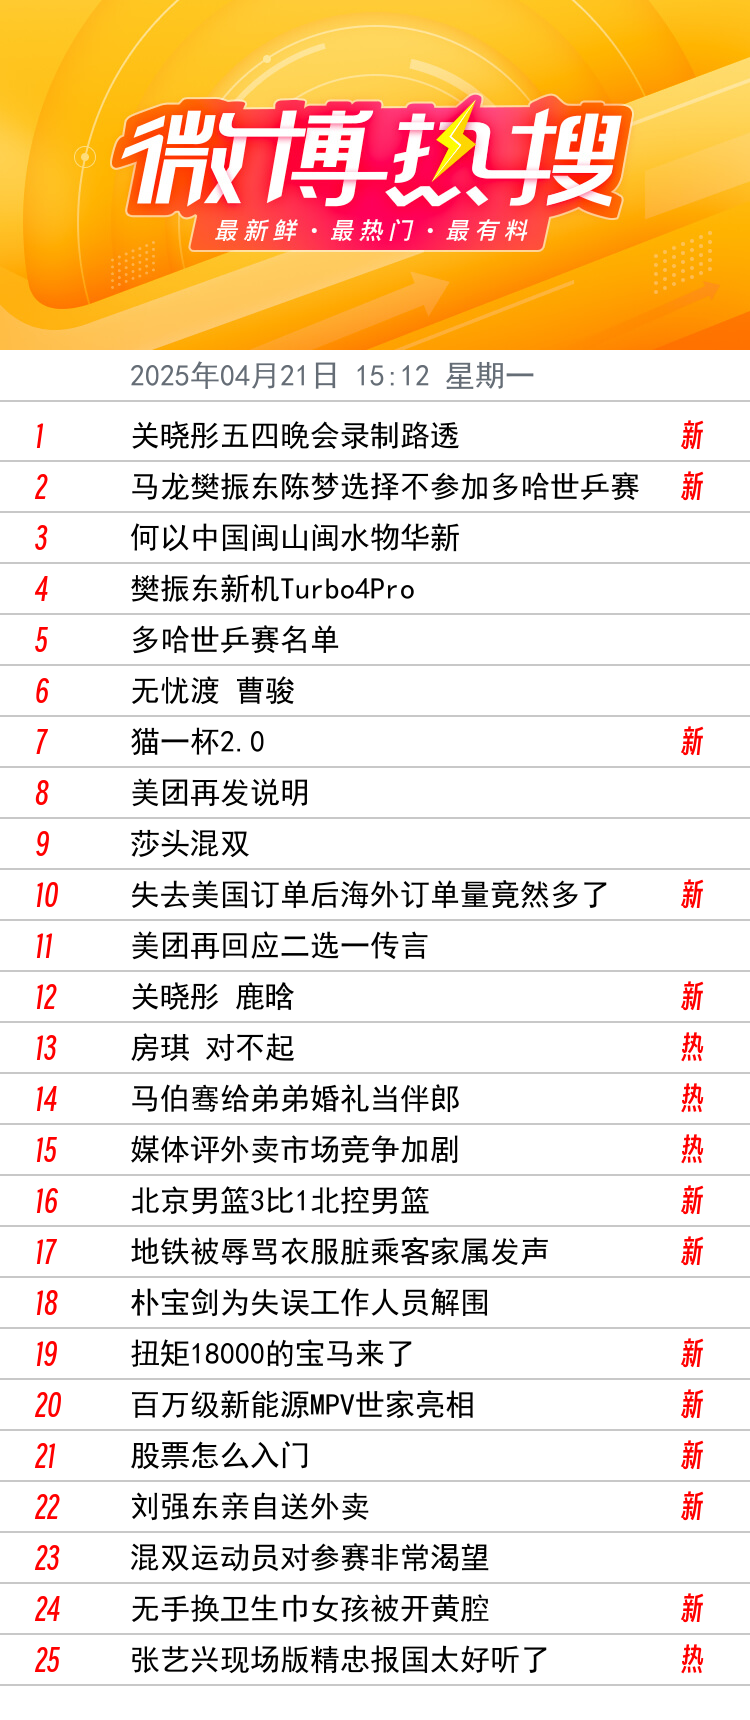 微博热搜
最新鲜·最热门·最有料
2025年04月21日 15:12 星期一
1 关晓彤五四晚会录制路透 新
2 马龙樊振东陈梦选择不参加多哈世乒赛 新
3 何以中国闽山闽水物华新
4 樊振东新机Turbo4Pro
5 多哈世乒赛名单
6 无忧渡 曹骏
7 猫一杯2.0 新
8 美团再发说明
9 莎头混双
10 失去美国订单后海外订单量竟然多了 新
11 美团再回应二选一传言
12 关晓彤 鹿晗 新
13 房琪 对不起 热
14 马伯骞给弟弟婚礼当伴郎 热
15 媒体评外卖市场竞争加剧 热
16 北京男篮3比1北控男篮 新
17 地铁被辱骂衣服脏乘客家属发声 新
18 朴宝剑为失误工作人员解围
19 扭矩18000的宝马来了 新
20 百万级新能源MPV世家亮相 新
21 股票怎么入门 新
22 刘强东亲自送外卖 新
23 混双运动员对参赛非常渴望
24 无手换卫生巾女孩被开黄腔 新
25 张艺兴现场版精忠报国太好听了 热